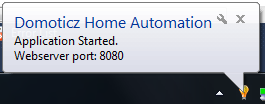 Domoticz Home Automation
Application Started.
Webserver port: 8080